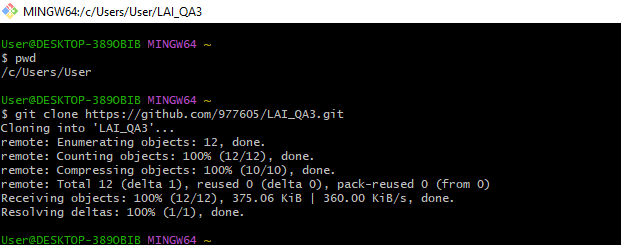 MINGW64:/c/Users/User/LAI_QA3
User@DESKTOP-389OBIB MINGW64 ~
$ pwd
/c/Users/User
User@DESKTOP-389OBIB MINGW64 ~
$ git clone https://github.com/977605/LAI_QA3.git
Cloning into 'LAI_QA3'...
remote: Enumerating objects: 12, done.
remote: Counting objects: 100% (12/12), done.
remote: Compressing objects: 100% (10/10), done.
remote: Total 12 (delta 1), reused 0 (delta 0), pack-reused 0 (from 0)
Receiving objects: 100% (12/12), 375.06 KiB | 360.00 KiB/s, done.
Resolving deltas: 100% (1/1), done.
User@DESKTOP-389OBIB MINGW64 ~